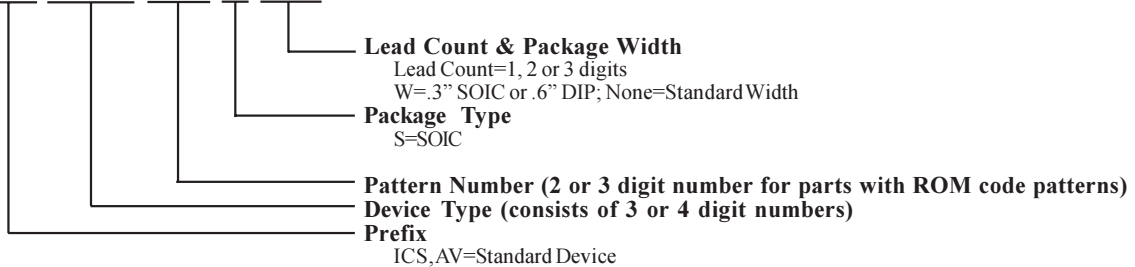 Lead Count & Package Width
Lead Count=1, 2 or 3 digits
W=.3” SOIC or .6” DIP; None=Standard Width
Package Type
S=SOIC
Pattern Number (2 or 3 digit number for parts with ROM code patterns)
Device Type (consists of 3 or 4 digit numbers)
Prefix
ICS, AV=Standard Device